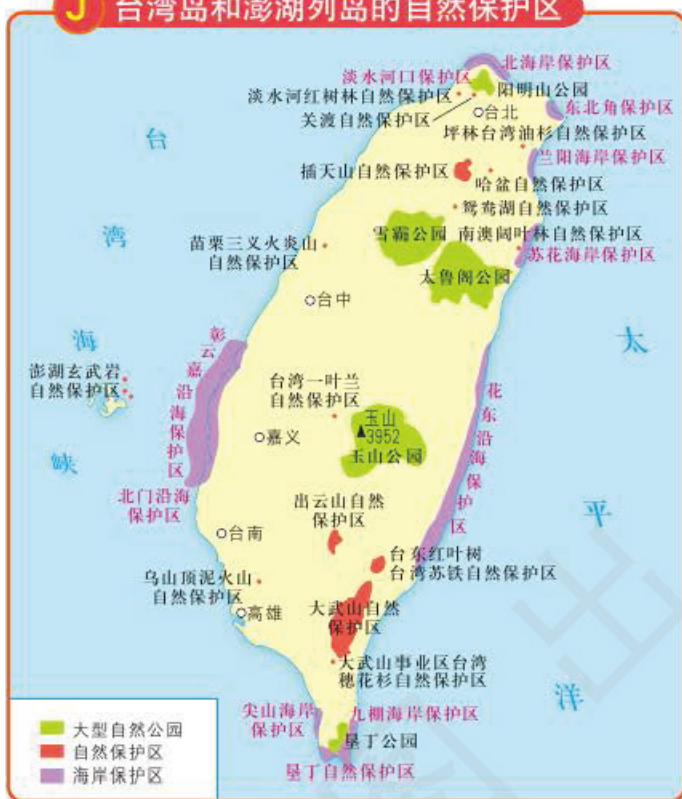 J 台湾岛和澎湖列岛的自然保护区
北海岸保护区
淡水河口保护区
阳明山公园
淡水河红树林自然保护区
台北
东北角保护区
关渡自然保护区
坪林台湾油杉自然保护区
兰阳海岸保护区
插天山自然保护区
哈盆自然保护区
鸳鸯湖自然保护区
雪霸公园
南澳阔叶林自然保护区
苗栗三义火炎山
自然保护区
苏花海岸保护区
太鲁阁公园
台中
台湾海峡
太平洋
彰云嘉沿海保护区
澎湖玄武岩
自然保护区
台湾一叶兰
自然保护区
花东沿海保护区
玉山
3952
玉山公园
嘉义
北门沿海
保护区
出云山自然
保护区
台南
台东红叶树
台湾苏铁自然保护区
乌山顶泥火山
自然保护区
高雄
大武山自然
保护区
大武山事业区台湾
穗花杉自然保护区
尖山海岸
保护区
九棚海岸保护区
垦丁公园
垦丁自然保护区
大型自然公园
自然保护区
海岸保护区